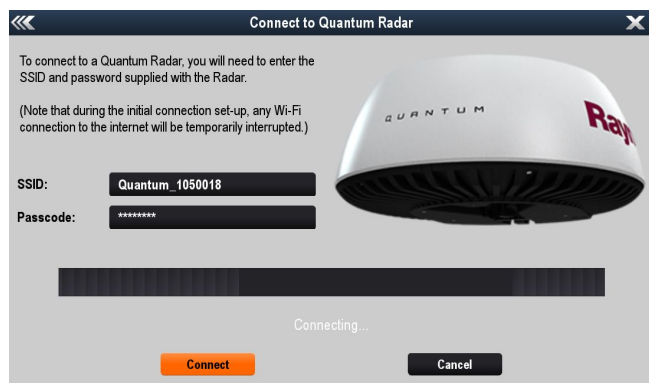 Connect to Quantum Radar
To connect to a Quantum Radar, you will need to enter the
SSID and password supplied with the Radar.
(Note that during the initial connection set-up, any Wi-Fi
connection to the internet will be temporarily interrupted.)
QUANTUM
Ray
SSID:
Quantum_1050018
Passcode:
********
Connecting...
Connect
Cancel